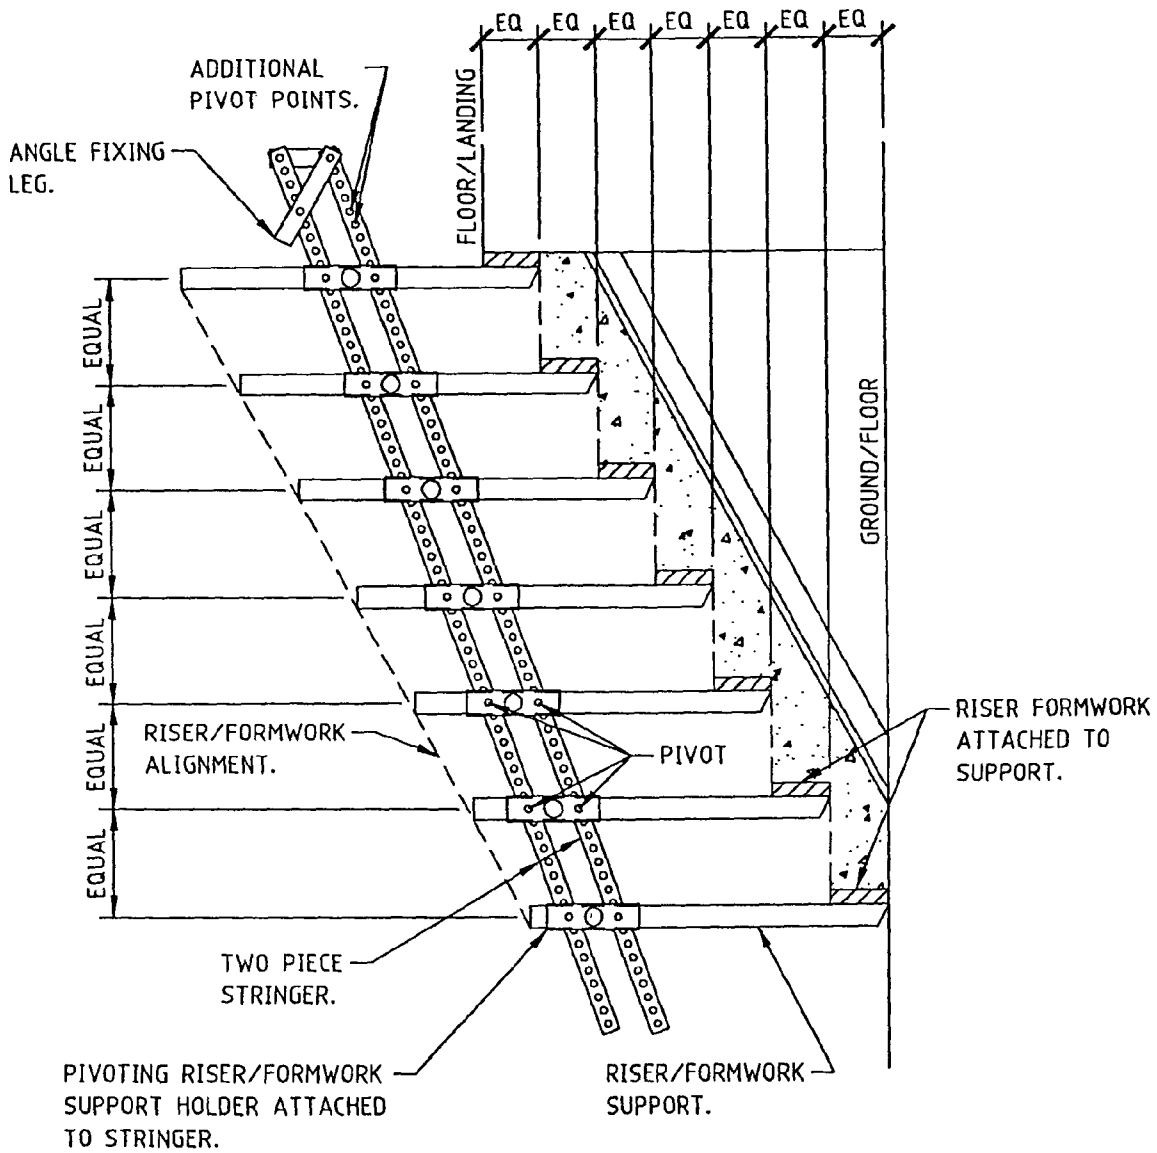 EQ EQ EQ EQ EQ EQ EQ
ADDITIONAL
PIVOT POINTS.
FLOOR/LANDING
ANGLE FIXING
LEG.
EQUAL
EQUAL
EQUAL
EQUAL
EQUAL
EQUAL
GROUND/FLOOR
RISER/FORMWORK
ALIGNMENT.
PIVOT
RISER FORMWORK
ATTACHED TO
SUPPORT.
TWO PIECE
STRINGER.
PIVOTING RISER/FORMWORK
SUPPORT HOLDER ATTACHED
TO STRINGER.
RISER/FORMWORK
SUPPORT.